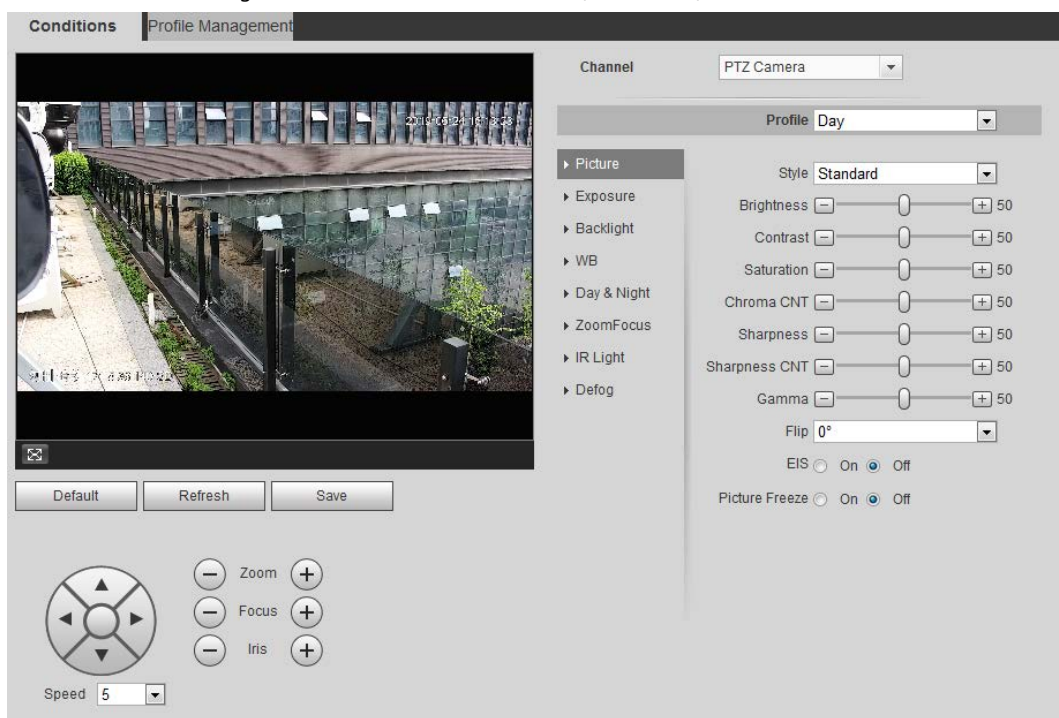 Conditions
Profile Management
Channel
PTZ Camera
Profile
Day
Picture
Exposure
Backlight
WB
Day & Night
ZoomFocus
IR Light
Defog
Style
Standard
Brightness
50
Contrast
50
Saturation
50
Chroma CNT
50
Sharpness
50
Sharpness CNT
50
Gamma
50
Flip
0°
EIS
On
Off
Picture Freeze
On
Off
Default
Refresh
Save
Zoom
Focus
Iris
Speed
5